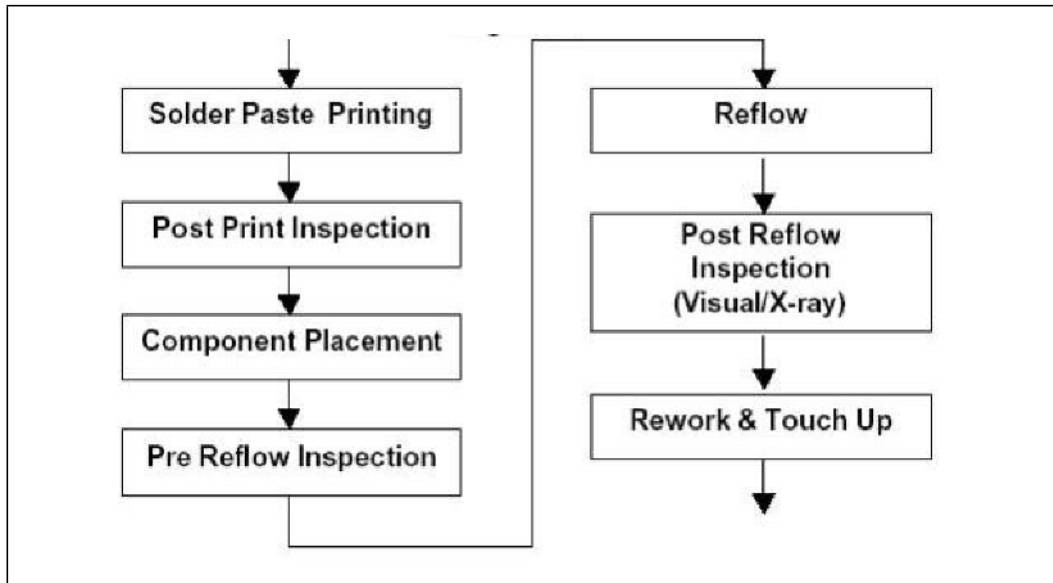 Solder Paste Printing
Post Print Inspection
Component Placement
Pre Reflow Inspection
Reflow
Post Reflow
Inspection
(Visual/X-ray)
Rework & Touch Up